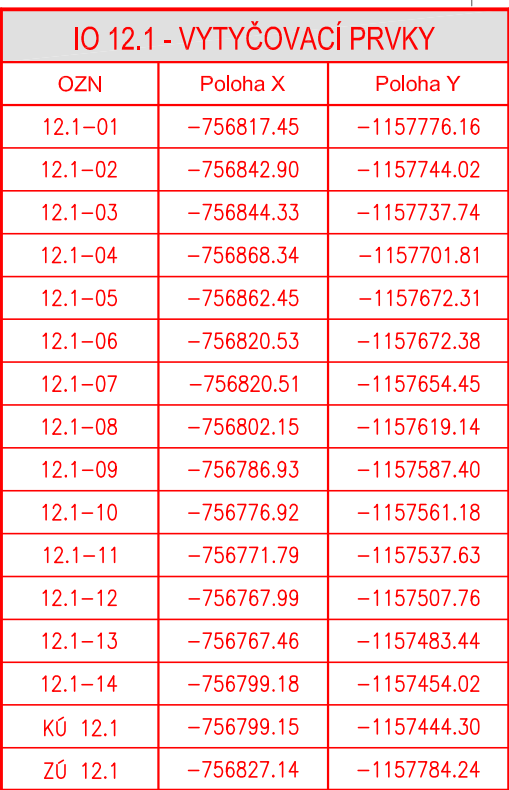 IO 12.1 - VYTYČOVACÍ PRVKY
OZN Poloha X Poloha Y
12.1-01 -756817.45 -1157776.16
12.1-02 -756842.90 -1157744.02
12.1-03 -756844.33 -1157737.74
12.1-04 -756868.34 -1157701.81
12.1-05 -756862.45 -1157672.31
12.1-06 -756820.53 -1157672.38
12.1-07 -756820.51 -1157654.45
12.1-08 -756802.15 -1157619.14
12.1-09 -756786.93 -1157587.40
12.1-10 -756776.92 -1157561.18
12.1-11 -756771.79 -1157537.63
12.1-12 -756767.99 -1157507.76
12.1-13 -756767.46 -1157483.44
12.1-14 -756799.18 -1157454.02
KÚ 12.1 -756799.15 -1157444.30
ZÚ 12.1 -756827.14 -1157784.24